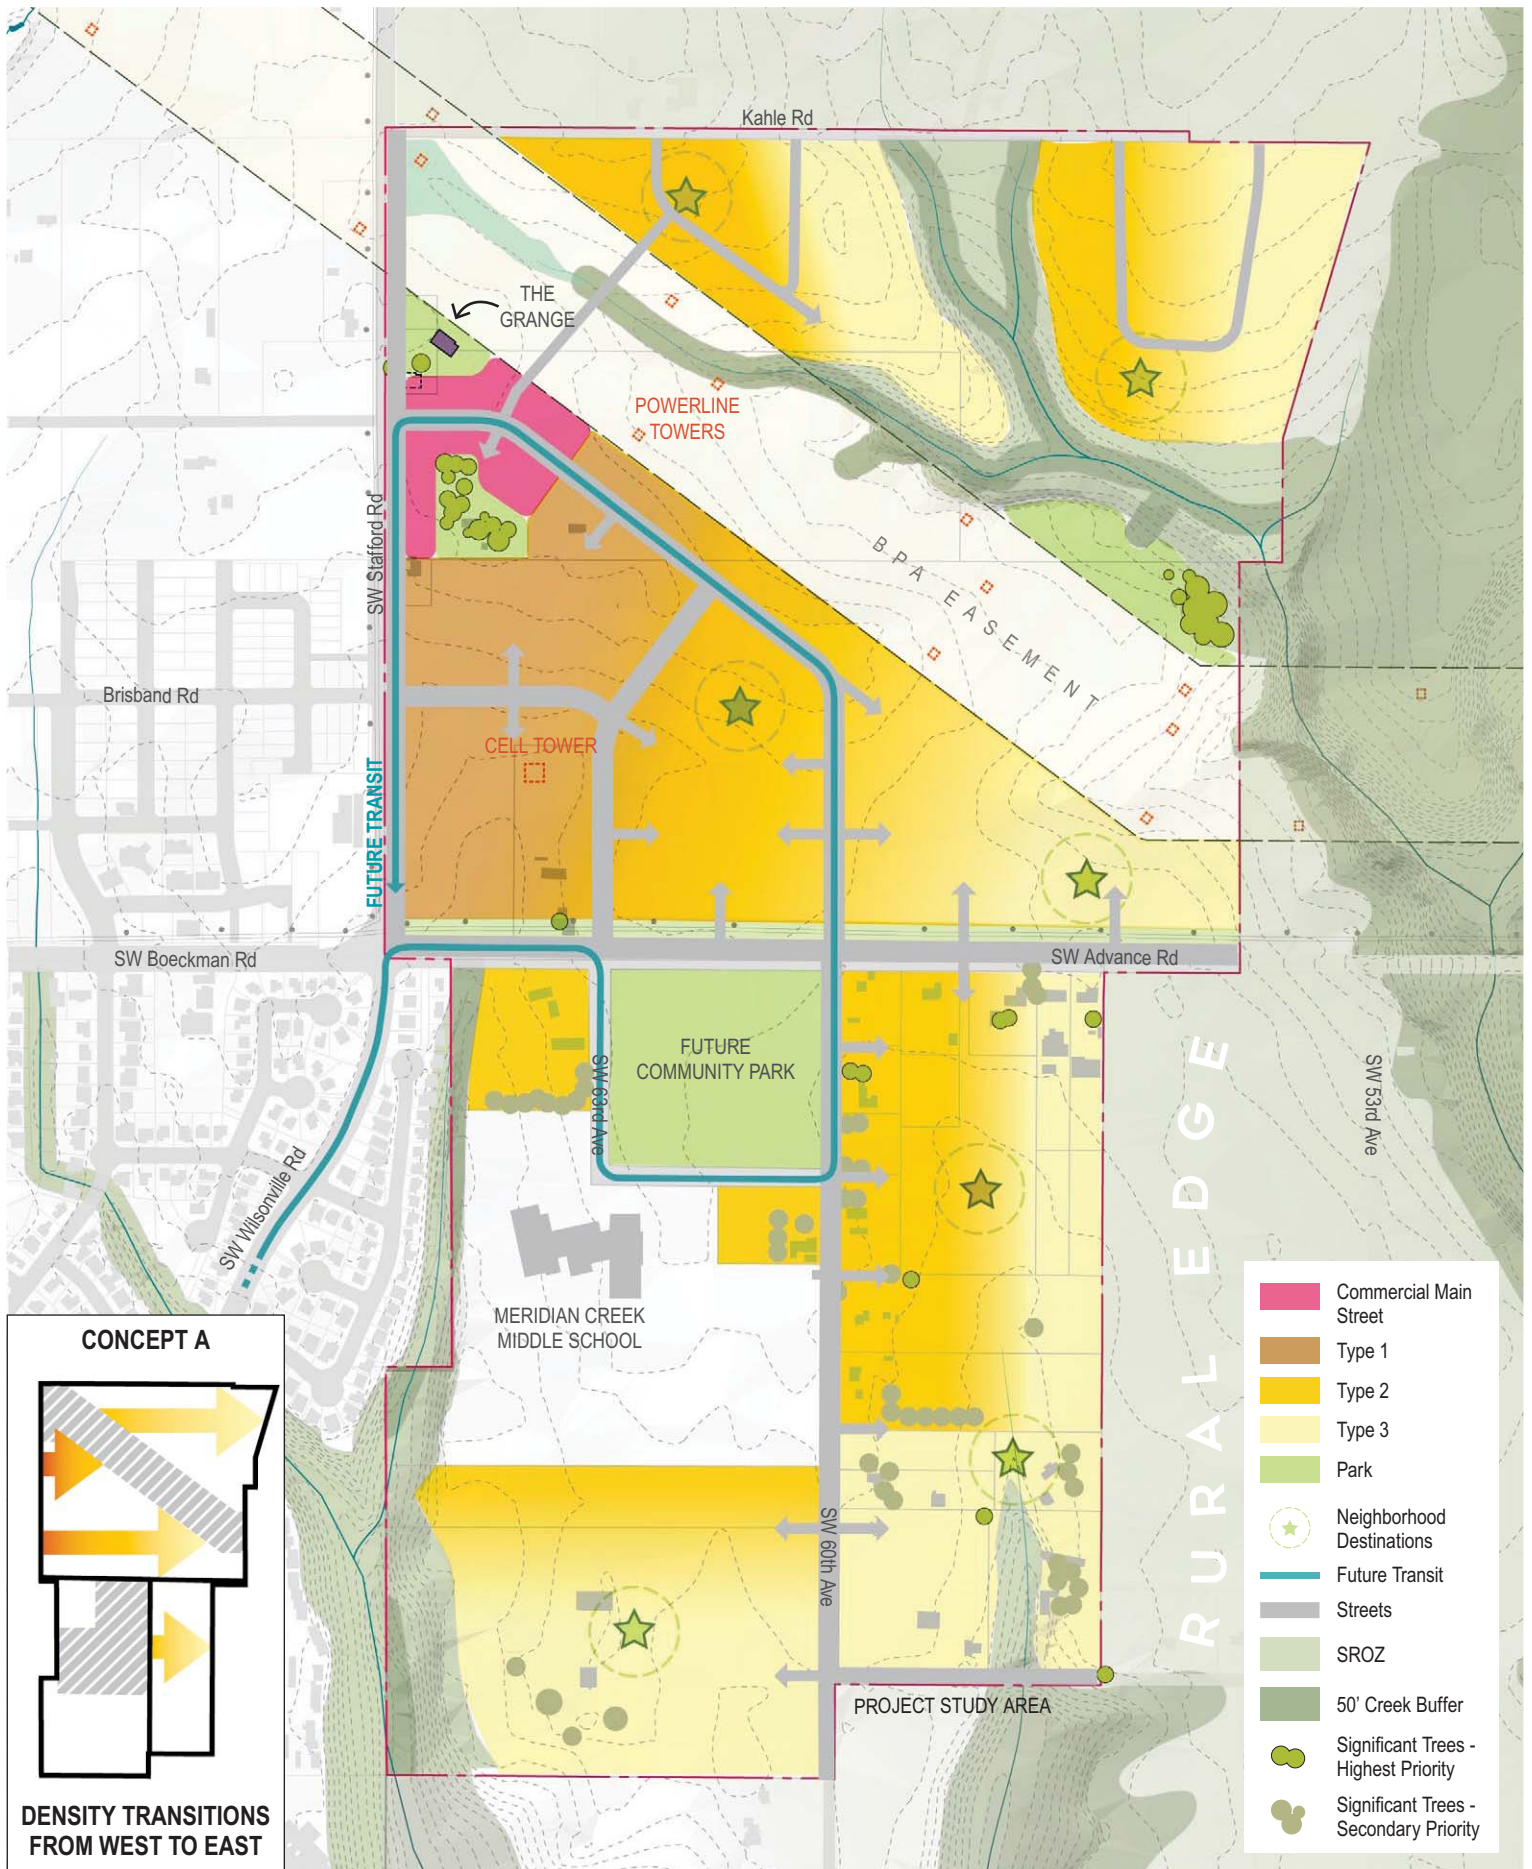 Kahle Rd
THE
GRANGE
POWERLINE
TOWERS
SW Stafford Rd
BPA EASEMENT
Brisband Rd
CELL TOWER
FUTURE TRANSIT
SW Boeckman Rd
SW Advance Rd
FUTURE
COMMUNITY PARK
SW 63rd Ave
SW 53rd Ave
RURAL EDGE
SW Wilsonville Rd
MERIDIAN CREEK
MIDDLE SCHOOL
SW 60th Ave
PROJECT STUDY AREA
CONCEPT A
DENSITY TRANSITIONS
FROM WEST TO EAST
Commercial Main
Street
Type 1
Type 2
Type 3
Park
Neighborhood
Destinations
Future Transit
Streets
SROZ
50' Creek Buffer
Significant Trees -
Highest Priority
Significant Trees -
Secondary Priority